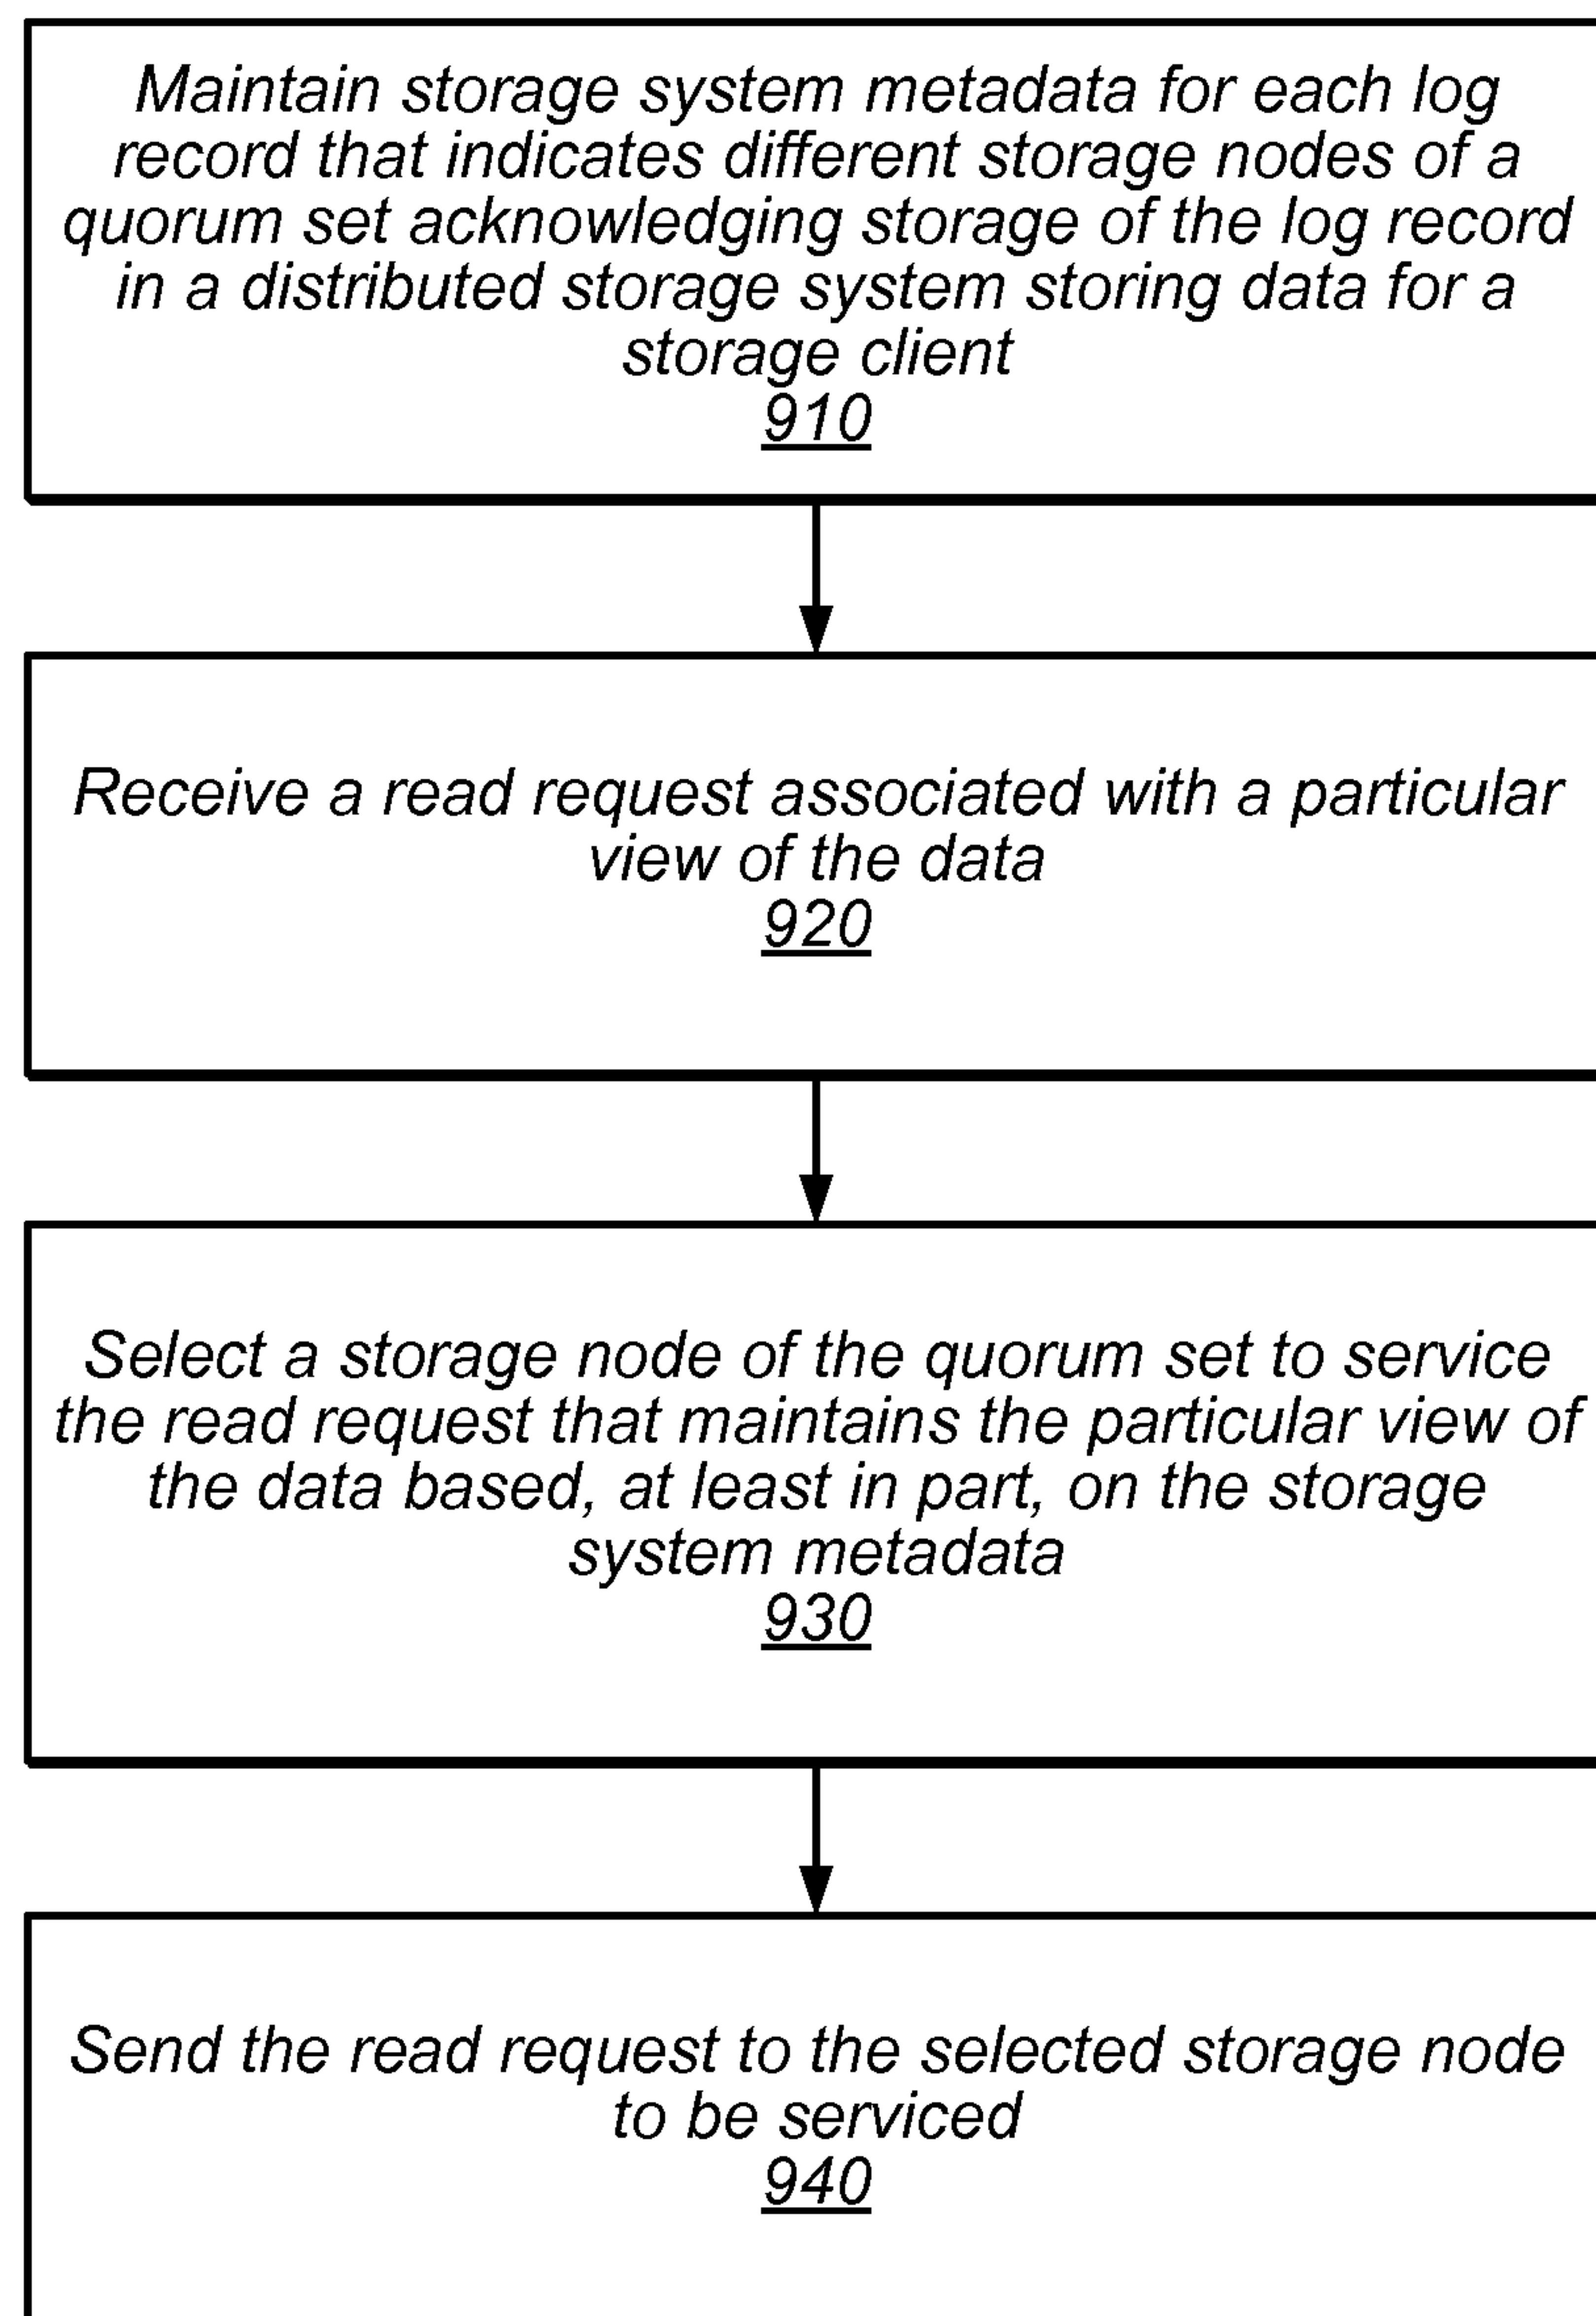 Maintain storage system metadata for each log
record that indicates different storage nodes of a
quorum set acknowledging storage of the log record
in a distributed storage system storing data for a
storage client
910
Receive a read request associated with a particular
view of the data
920
Select a storage node of the quorum set to service
the read request that maintains the particular view of
the data based, at least in part, on the storage
system metadata
930
Send the read request to the selected storage node
to be serviced
940